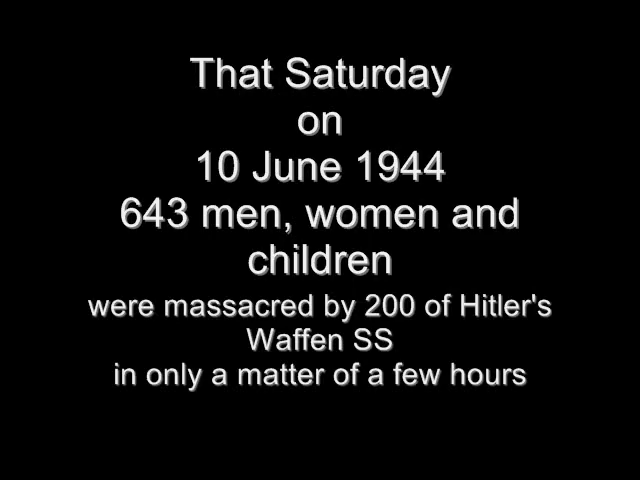 That Saturday
on
10 June 1944
643 men, women and
children
were massacred by 200 of Hitler's
Waffen SS
in only a matter of a few hours